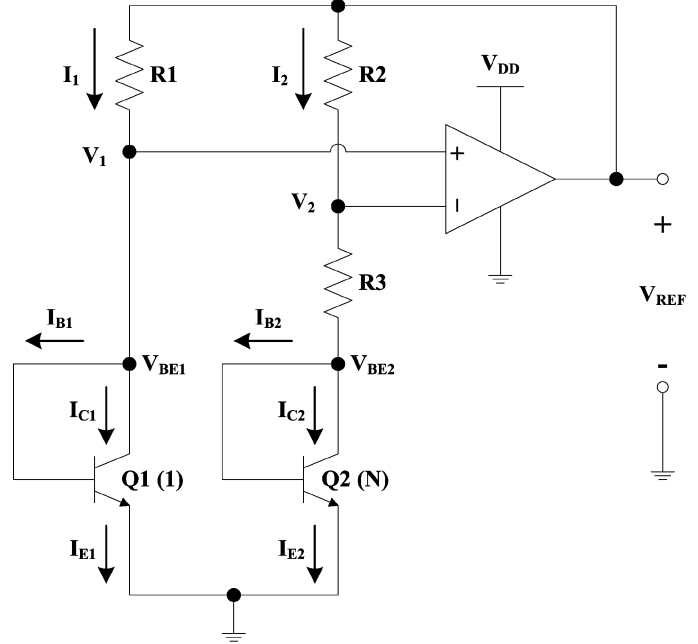 I1 R1 I2 R2 VDD
V1 +
V2 -
R3 +
IB1 IB2 VREF
VBE1 VBE2 -
IC1 IC2
Q1 (1) Q2 (N)
IE1 IE2